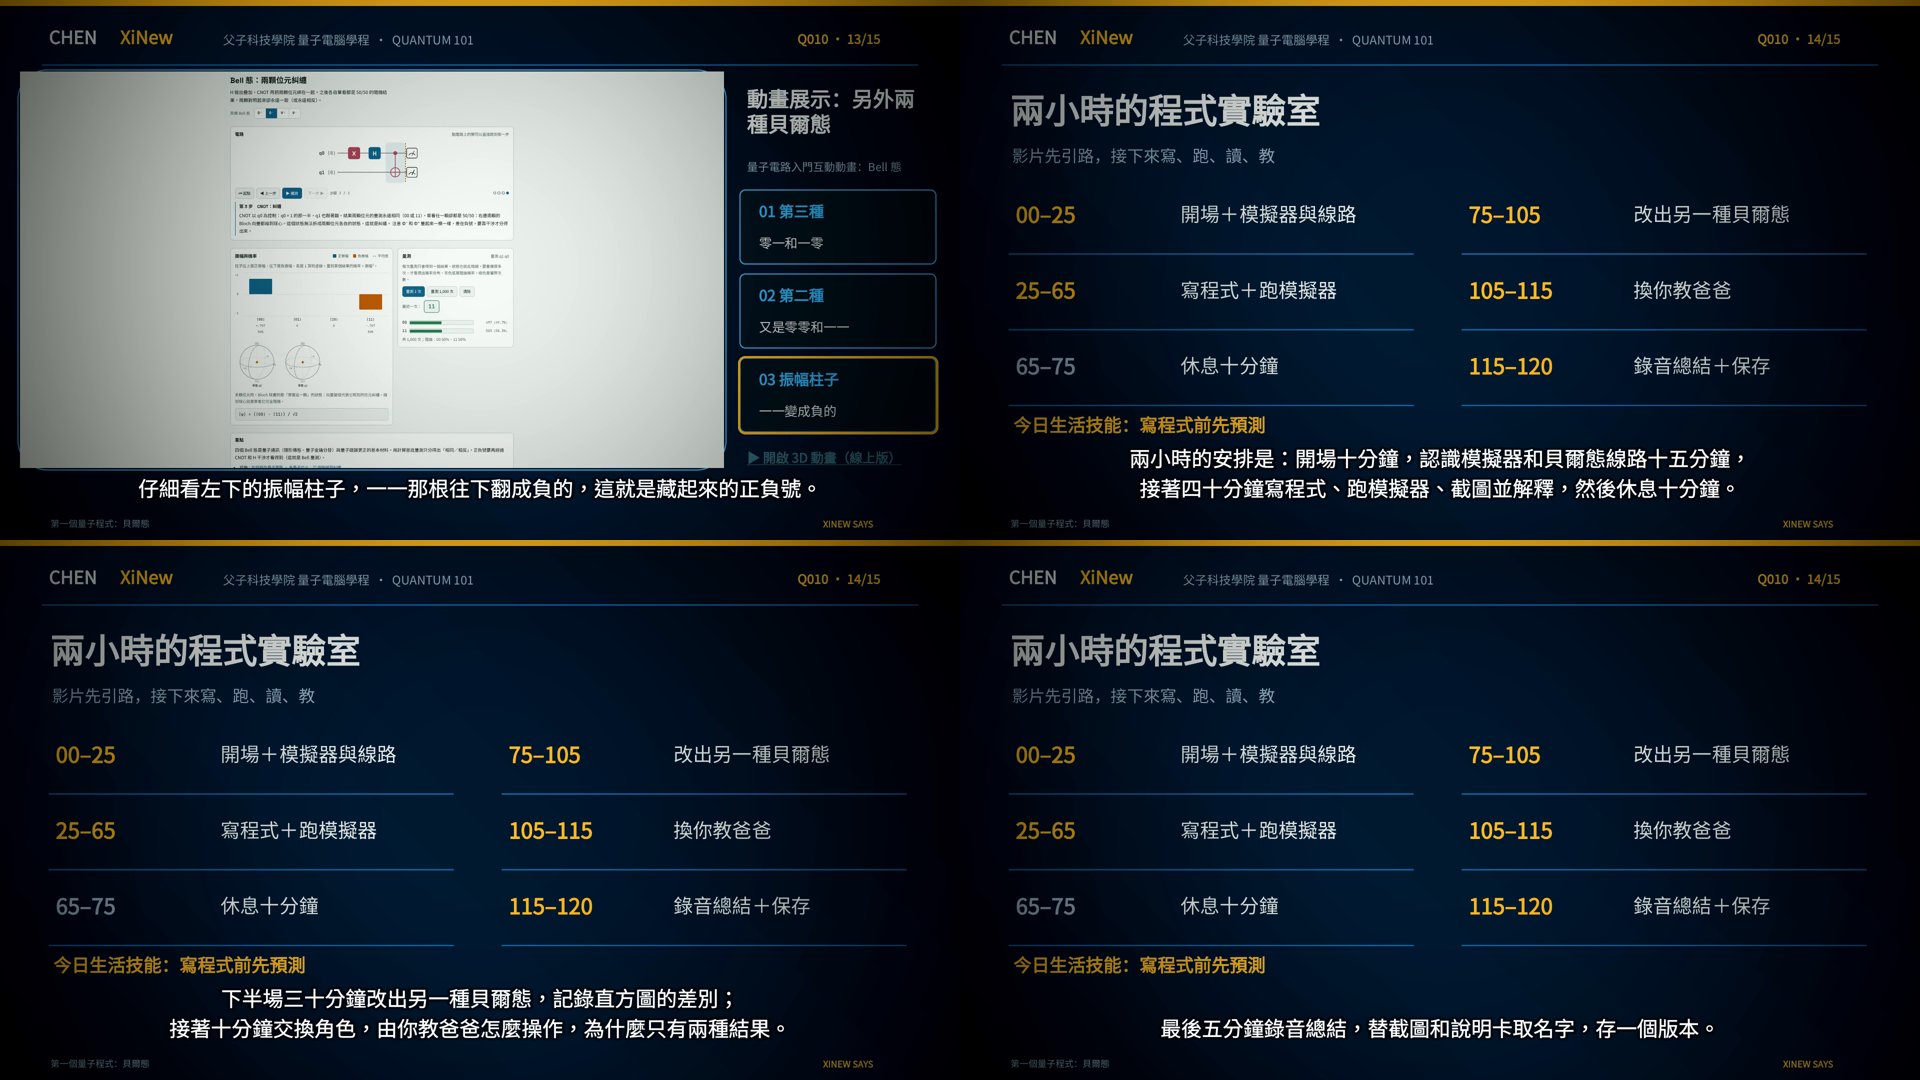 CHEN XiNew 父子科技學院 量子電腦學程 · QUANTUM 101 Q010 · 13/15
Bell 態：兩顆位元糾纏
電路
q0
X
H
q1
第 3 步 CNOT：糾纏
振幅與機率
量測
11
00
11
重點
動畫展示：另外兩
種貝爾態
量子電路入門互動動畫：Bell 態
01 第三種
零一和一零
02 第二種
又是零零和一一
03 振幅柱子
一一變成負的
▶ 開啟 3D 動畫（線上版）
仔細看左下的振幅柱子，一一那根往下翻成負的，這就是藏起來的正負號。
第一個量子程式：貝爾態 XINEW SAYS
CHEN XiNew 父子科技學院 量子電腦學程 · QUANTUM 101 Q010 · 14/15
兩小時的程式實驗室
影片先引路，接下來寫、跑、讀、教
00–25 開場＋模擬器與線路 75–105 改出另一種貝爾態
25–65 寫程式＋跑模擬器 105–115 換你教爸爸
65–75 休息十分鐘 115–120 錄音總結＋保存
今日生活技能：寫程式前先預測
兩小時的安排是：開場十分鐘，認識模擬器和貝爾態線路十五分鐘，
接著四十分鐘寫程式、跑模擬器、截圖並解釋，然後休息十分鐘。
第一個量子程式：貝爾態 XINEW SAYS
CHEN XiNew 父子科技學院 量子電腦學程 · QUANTUM 101 Q010 · 14/15
兩小時的程式實驗室
影片先引路，接下來寫、跑、讀、教
00–25 開場＋模擬器與線路 75–105 改出另一種貝爾態
25–65 寫程式＋跑模擬器 105–115 換你教爸爸
65–75 休息十分鐘 115–120 錄音總結＋保存
今日生活技能：寫程式前先預測
下半場三十分鐘改出另一種貝爾態，記錄直方圖的差別；
接著十分鐘交換角色，由你教爸爸怎麼操作，為什麼只有兩種結果。
第一個量子程式：貝爾態 XINEW SAYS
CHEN XiNew 父子科技學院 量子電腦學程 · QUANTUM 101 Q010 · 14/15
兩小時的程式實驗室
影片先引路，接下來寫、跑、讀、教
00–25 開場＋模擬器與線路 75–105 改出另一種貝爾態
25–65 寫程式＋跑模擬器 105–115 換你教爸爸
65–75 休息十分鐘 115–120 錄音總結＋保存
今日生活技能：寫程式前先預測
最後五分鐘錄音總結，替截圖和說明卡取名字，存一個版本。
第一個量子程式：貝爾態 XINEW SAYS